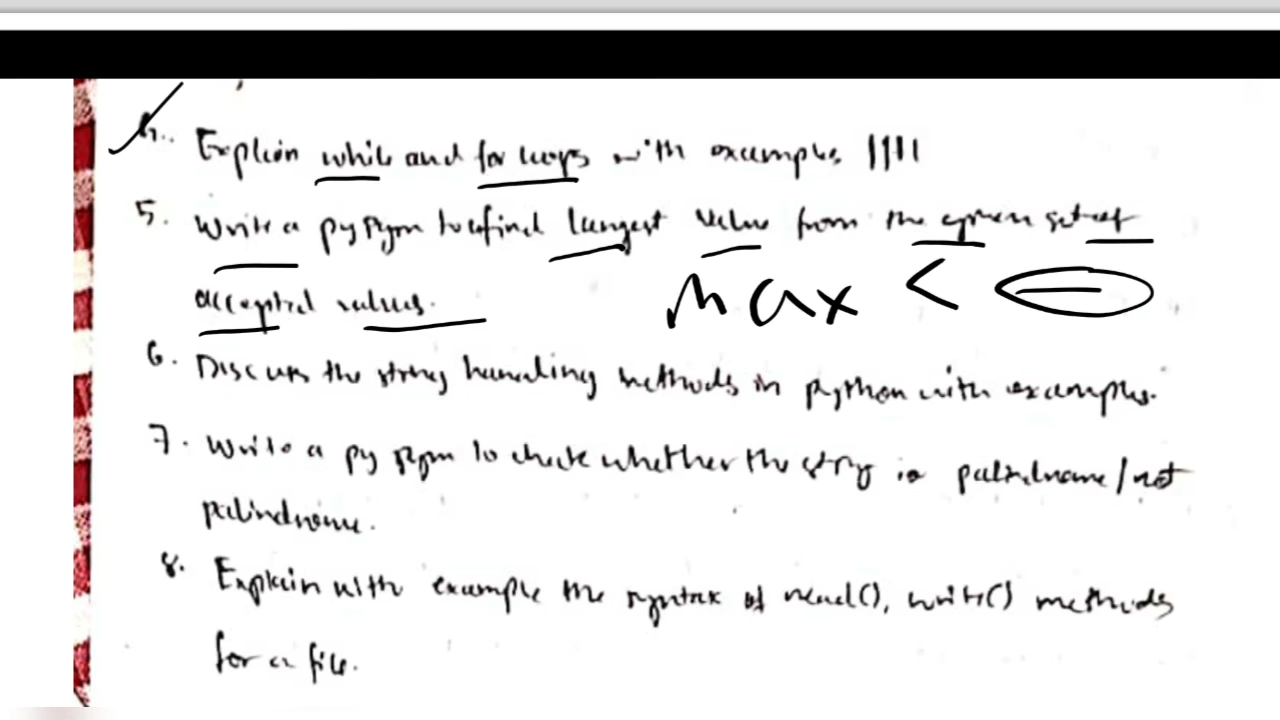 4. Explain while and for loops with examples ||||
5. Write a py pgm to find largest value from the given set of
accepted values.
max <
6. Discuss the string handling methods in python with examples.
7. Write a py pgm to check whether the string is palindrome/not
palindrome.
8. Explain with example the syntax of read(), write() methods
for a file.